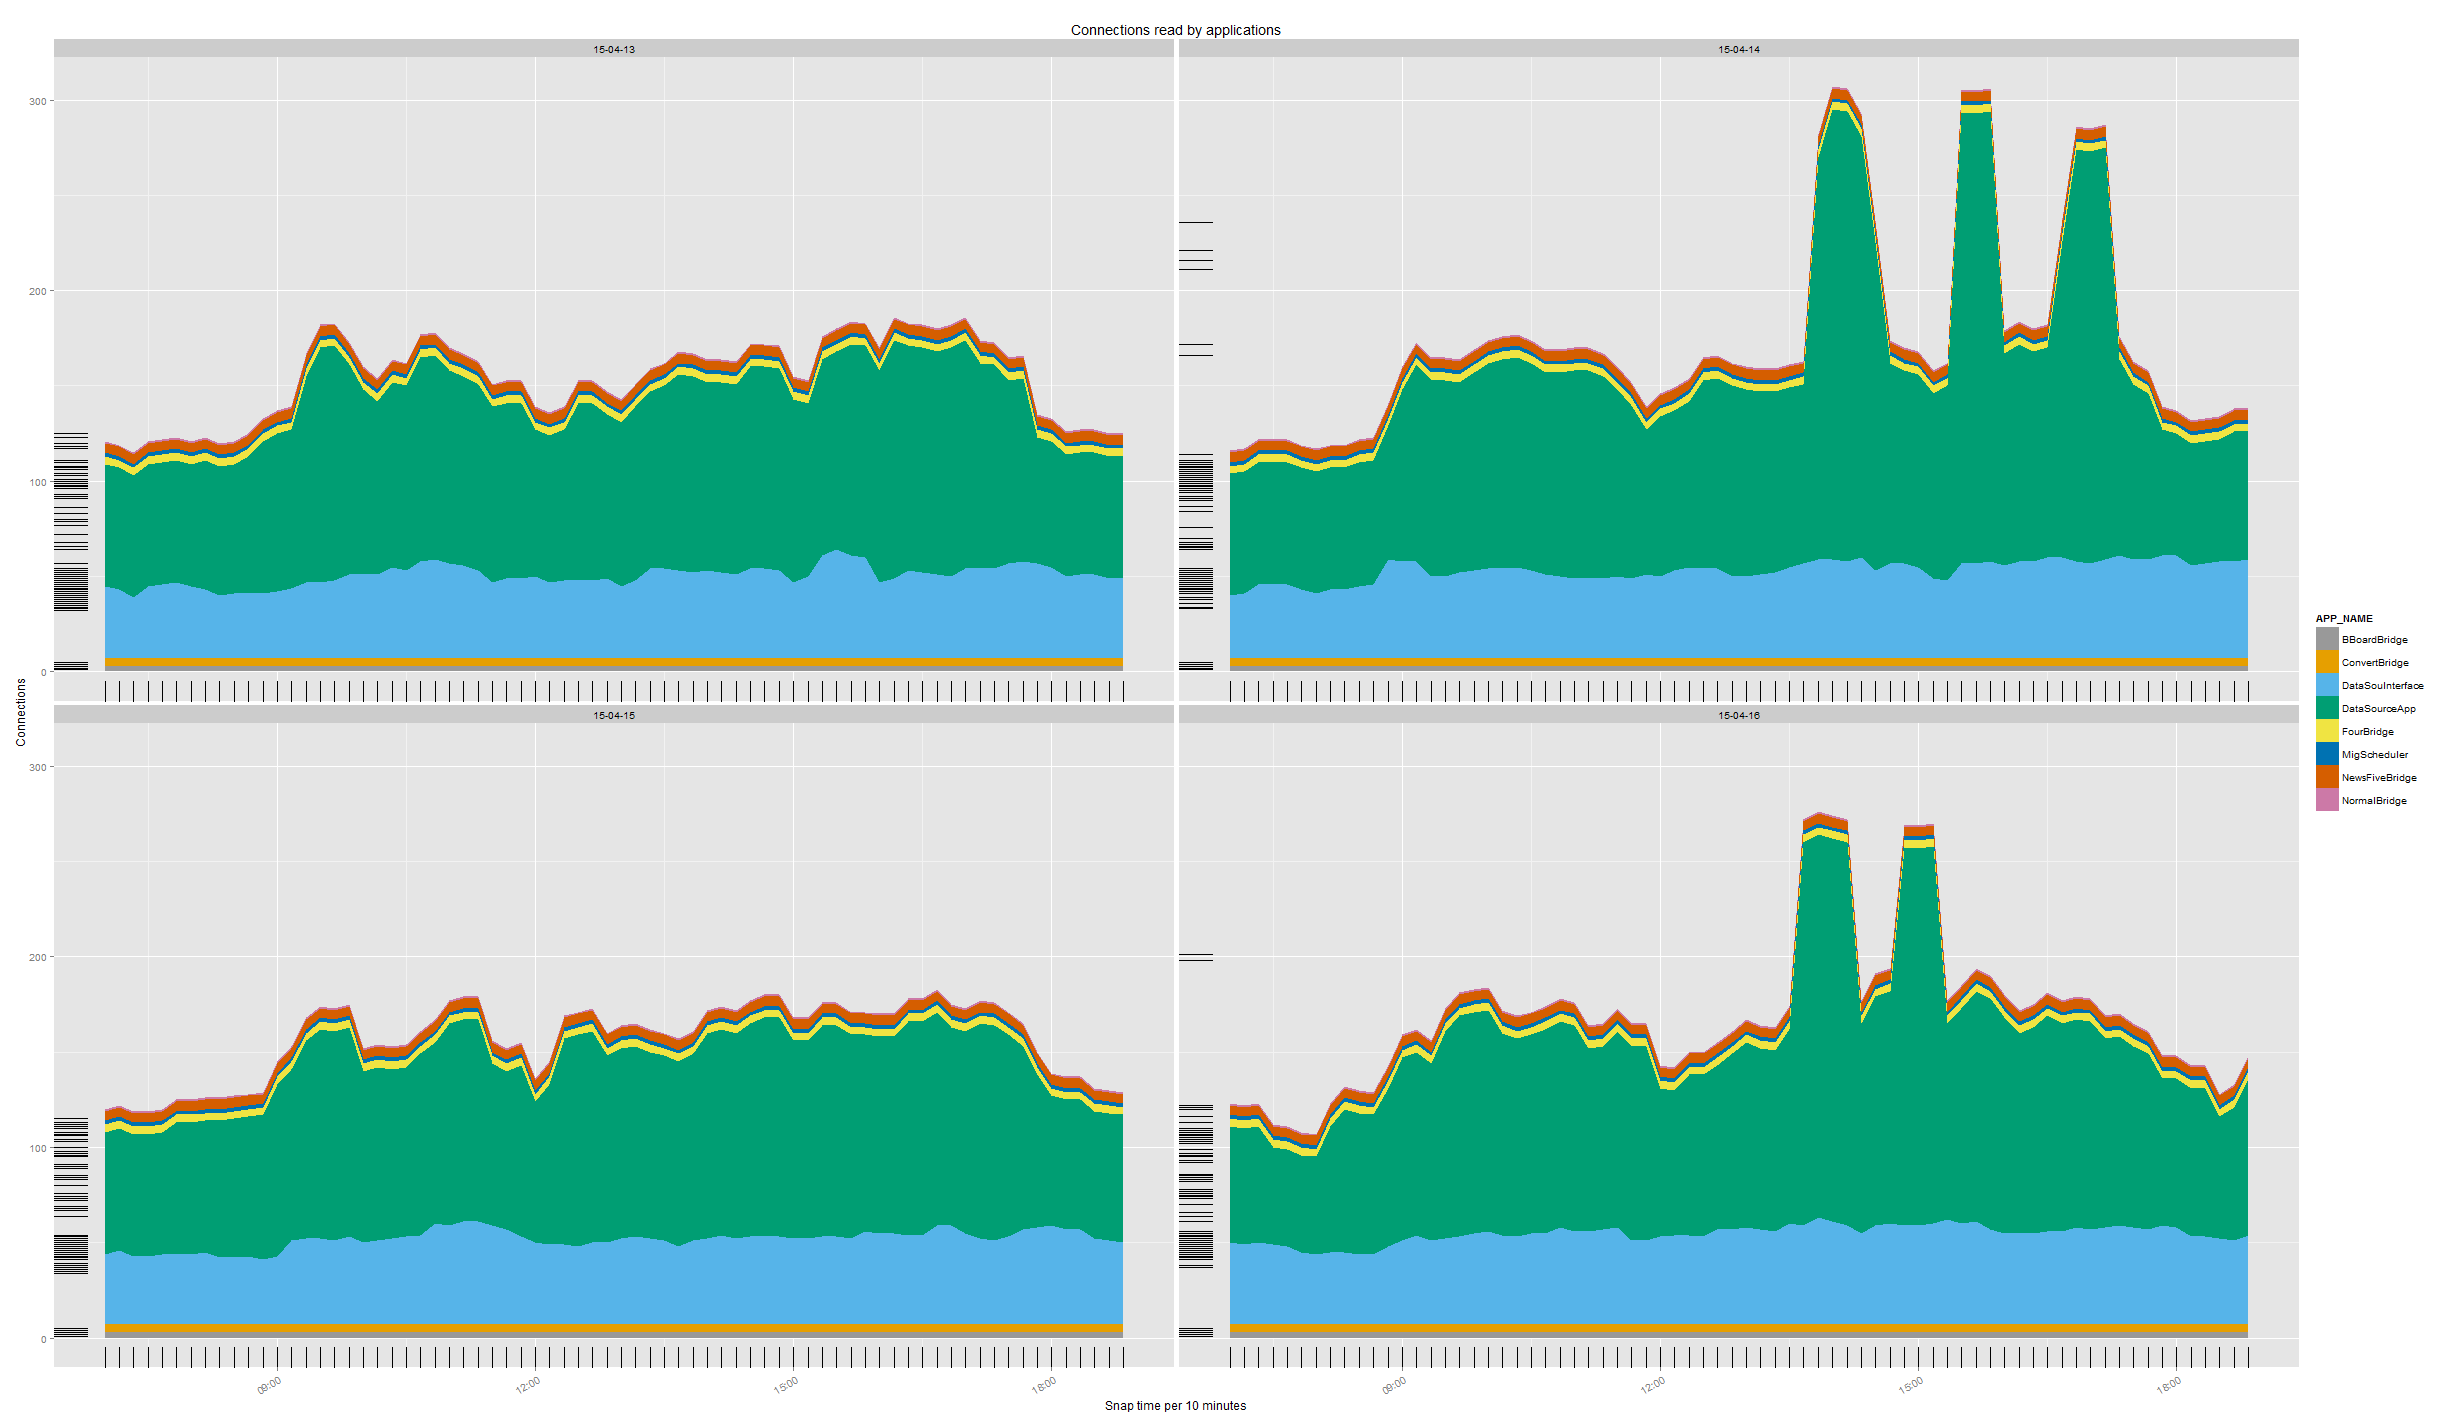 Connections read by applications
15-04-13
15-04-14
300
200
100
0
15-04-15
15-04-16
300
200
100
0
Connections
09:00
12:00
15:00
18:00
09:00
12:00
15:00
18:00
Snap time per 10 minutes
APP_NAME
BBoardBridge
ConvertBridge
DataSouInterface
DataSourceApp
FourBridge
MigScheduler
NewsFiveBridge
NormalBridge